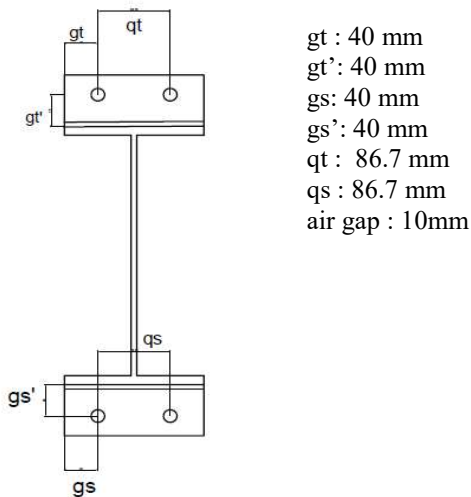 gt
qt
gt'
qs
gs'
gs
gt : 40 mm
gt’: 40 mm
gs: 40 mm
gs’: 40 mm
qt : 86.7 mm
qs : 86.7 mm
air gap : 10mm